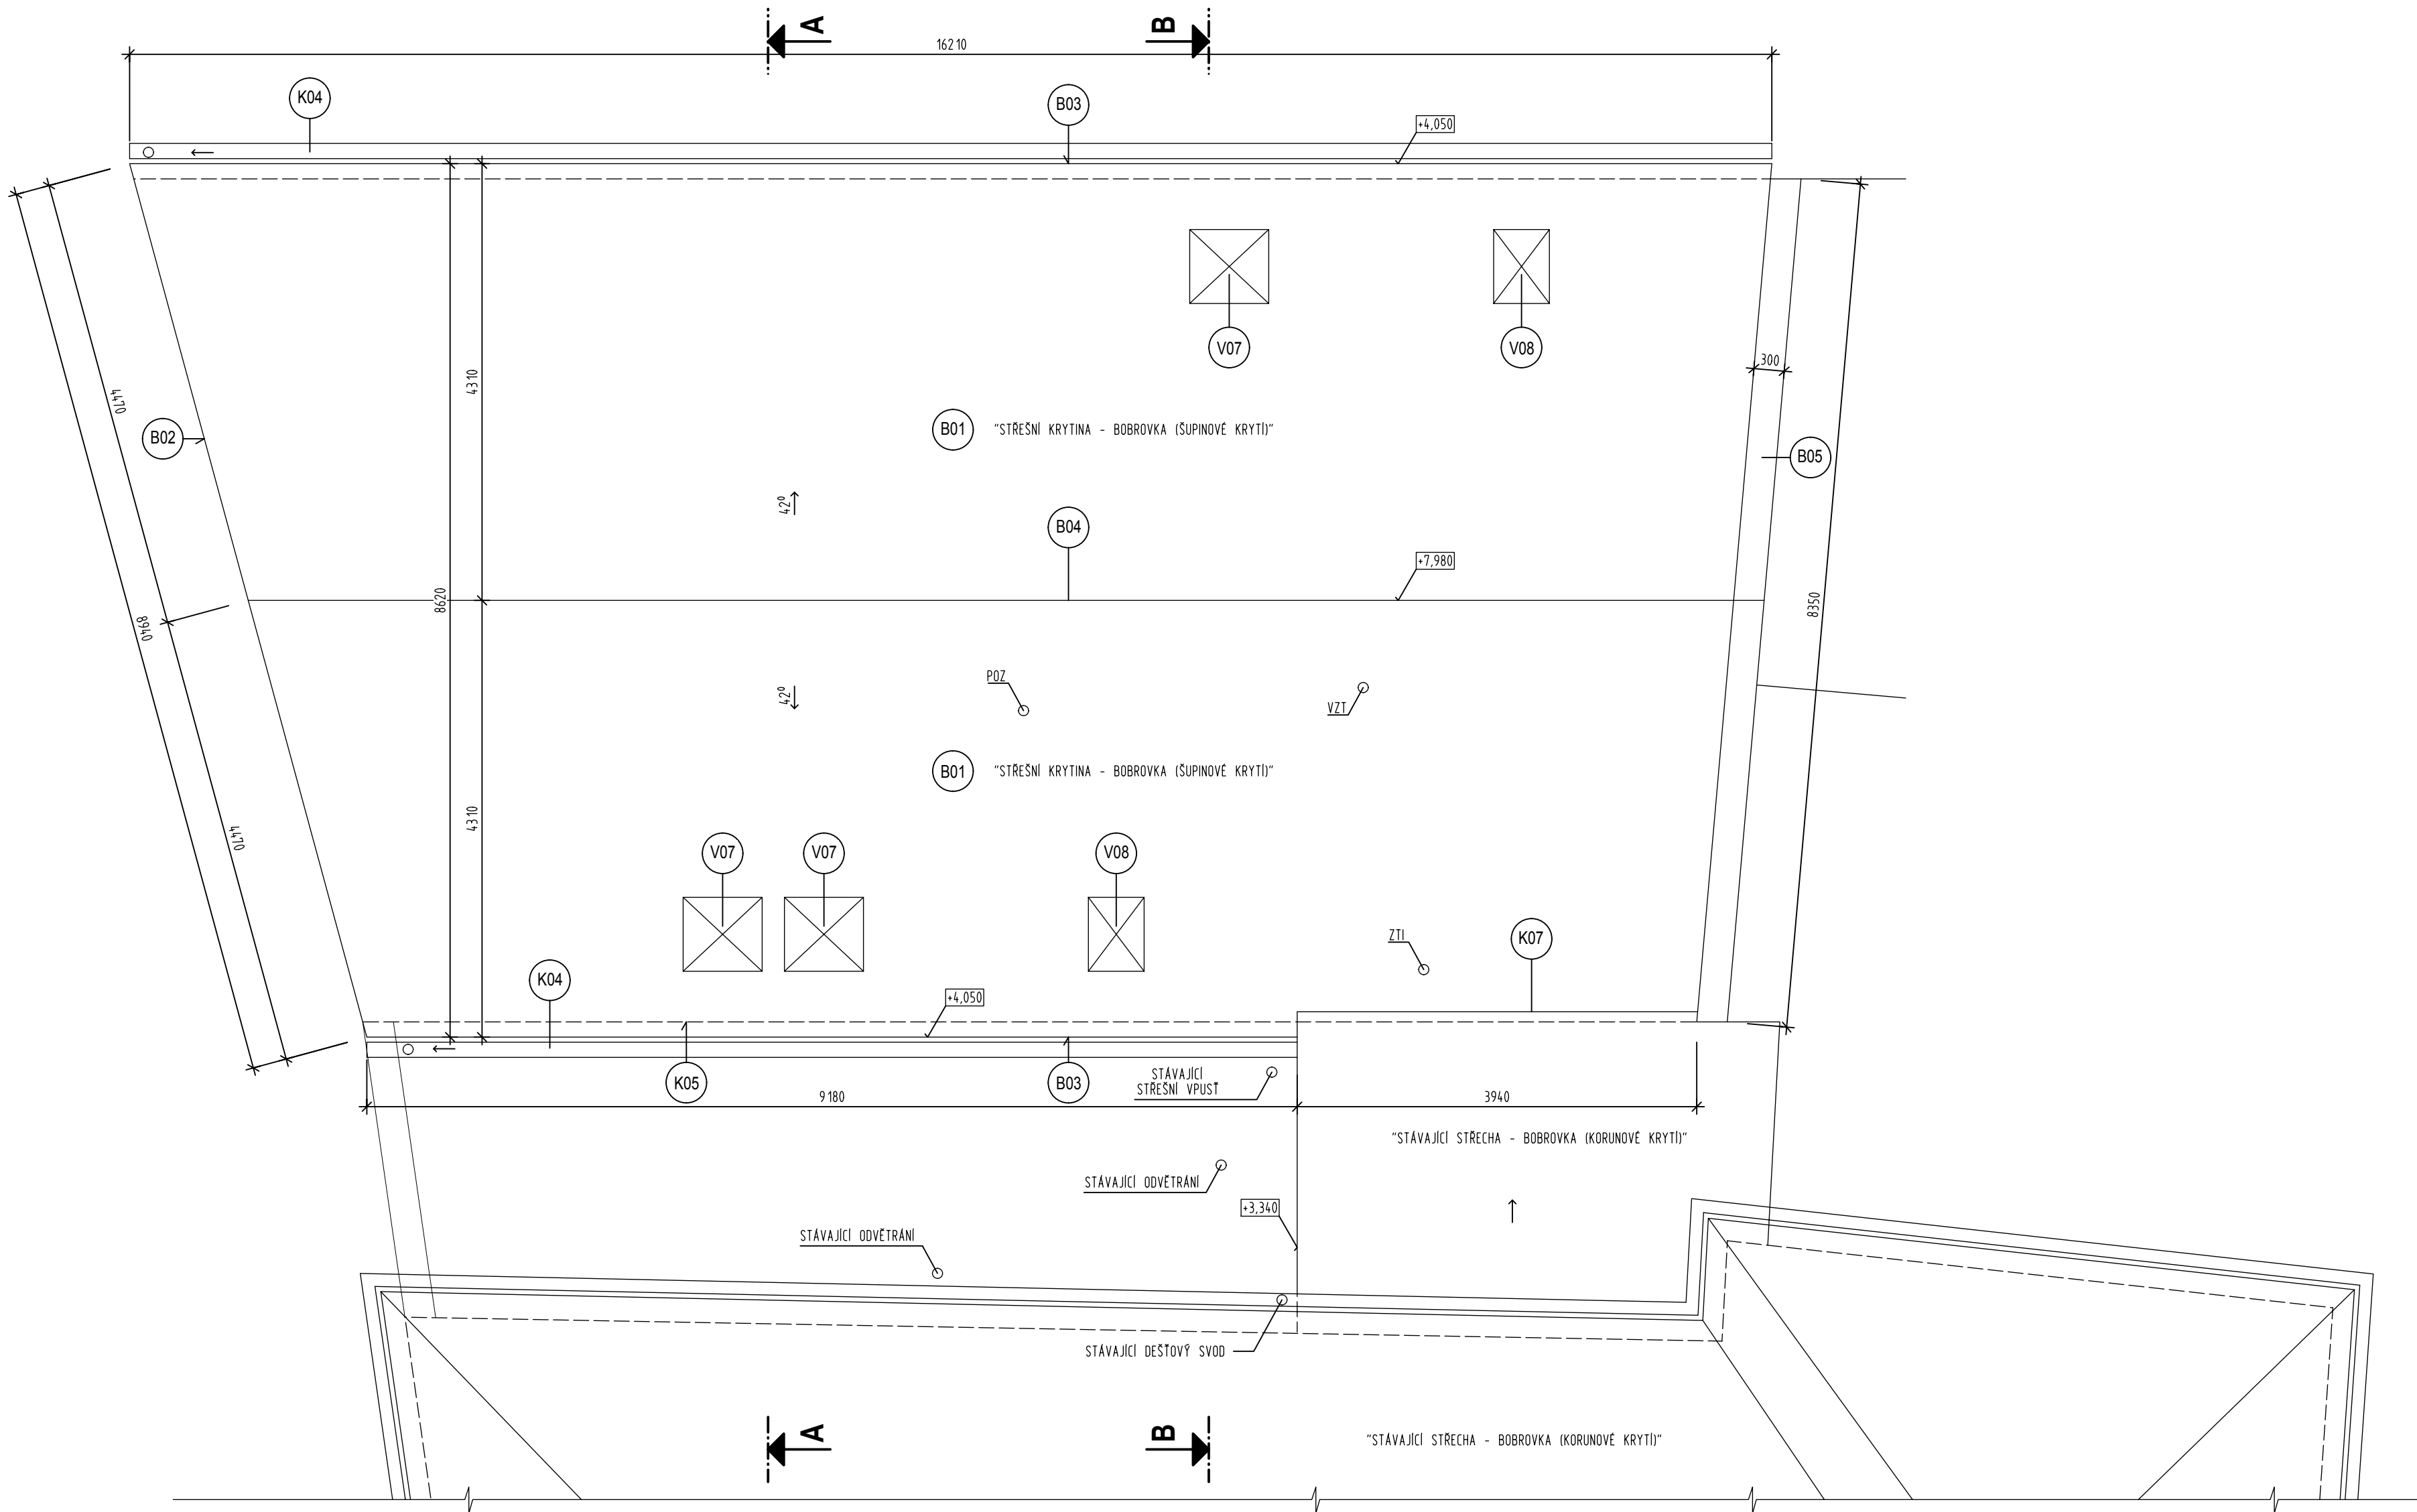 A
B
16210
K04
B03
+4,050
V07
V08
300
4470
4310
B02
B01 "STŘEŠNÍ KRYTINA - BOBROVKA (ŠUPINOVÉ KRYTÍ)"
B05
42°
B04
+7,980
8620
8350
8940
POZ
42°
VZT
B01 "STŘEŠNÍ KRYTINA - BOBROVKA (ŠUPINOVÉ KRYTÍ)"
4310
4470
V07
V07
V08
ZTI
K07
K04
+4,050
K05
B03
STÁVAJÍCÍ
STŘEŠNÍ VPUSŤ
9180
3940
"STÁVAJÍCÍ STŘECHA - BOBROVKA (KORUNOVÉ KRYTÍ)"
STÁVAJÍCÍ ODVĚTRÁNÍ
+3,340
STÁVAJÍCÍ ODVĚTRÁNÍ
STÁVAJÍCÍ DEŠŤOVÝ SVOD
A
B
"STÁVAJÍCÍ STŘECHA - BOBROVKA (KORUNOVÉ KRYTÍ)"